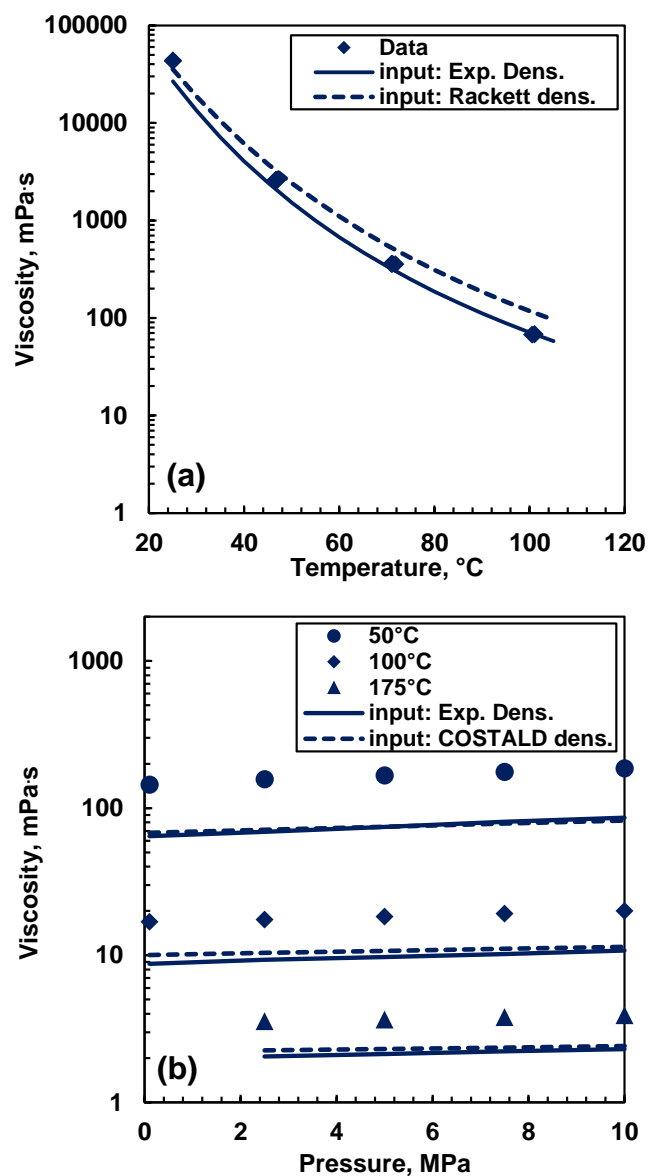 100000
10000
1000
100
10
1
Viscosity, mPa·s
Data
input: Exp. Dens.
input: Rackett dens.
(a)
20 40 60 80 100 120
Temperature, °C
1000
100
10
1
Viscosity, mPa·s
50°C
100°C
175°C
input: Exp. Dens.
input: COSTALD dens.
(b)
0 2 4 6 8 10
Pressure, MPa